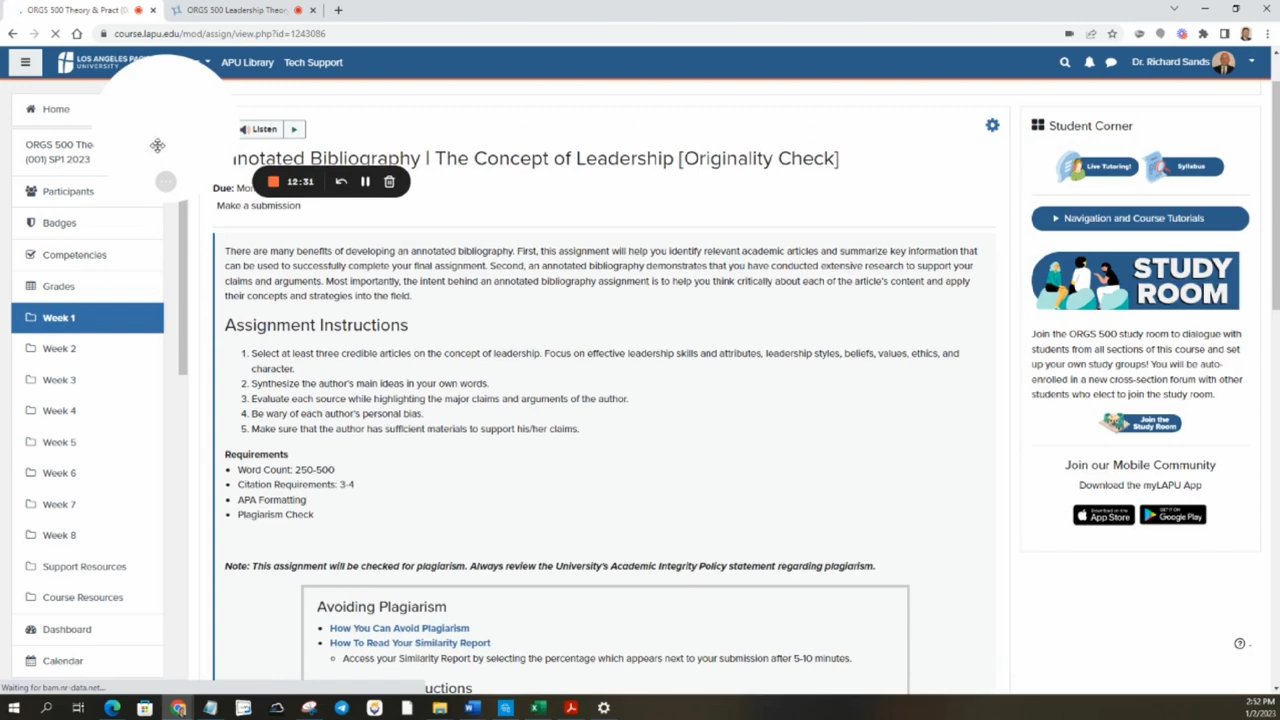 ORGS 500 Theory & Pract (0
ORGS 500 Leadership Theory
course.lapu.edu/mod/assign/view.php?id=1243086
LOS ANGELES PA
UNIVERSITY
APU Library
Tech Support
Dr. Richard Sands
Home
ORGS 500 The
(001) SP1 2023
Participants
Badges
Competencies
Grades
Week 1
Week 2
Week 3
Week 4
Week 5
Week 6
Week 7
Week 8
Support Resources
Course Resources
Dashboard
Calendar
Listen
nnotated Bibliography | The Concept of Leadership [Originality Check]
12:31
Due: Mon
Make a submission
There are many benefits of developing an annotated bibliography. First, this assignment will help you identify relevant academic articles and summarize key information that
can be used to successfully complete your final assignment. Second, an annotated bibliography demonstrates that you have conducted extensive research to support your
claims and arguments. Most importantly, the intent behind an annotated bibliography assignment is to help you think critically about each of the article's content and apply
their concepts and strategies into the field.
Assignment Instructions
1. Select at least three credible articles on the concept of leadership. Focus on effective leadership skills and attributes, leadership styles, beliefs, values, ethics, and
character.
2. Synthesize the author's main ideas in your own words.
3. Evaluate each source while highlighting the major claims and arguments of the author.
4. Be wary of each author's personal bias.
5. Make sure that the author has sufficient materials to support his/her claims.
Requirements
• Word Count: 250-500
• Citation Requirements: 3-4
• APA Formatting
• Plagiarism Check
Note: This assignment will be checked for plagiarism. Always review the University's Academic Integrity Policy statement regarding plagiarism.
Avoiding Plagiarism
• How You Can Avoid Plagiarism
• How To Read Your Similarity Report
Access your Similarity Report by selecting the percentage which appears next to your submission after 5-10 minutes.
uctions
Student Corner
Live Tutoring!
Syllabus
Navigation and Course Tutorials
STUDY
ROOM
Join the ORGS 500 study room to dialogue with
students from all sections of this course and set
up your own study groups! You will be auto-
enrolled in a new cross-section forum with other
students who elect to join the study room.
Join the
Study Room
Join our Mobile Community
Download the myLAPU App
Download on the
App Store
GET IT ON
Google Play
Waiting for bam.nr-data.net...
2:52 PM
1/2/2023